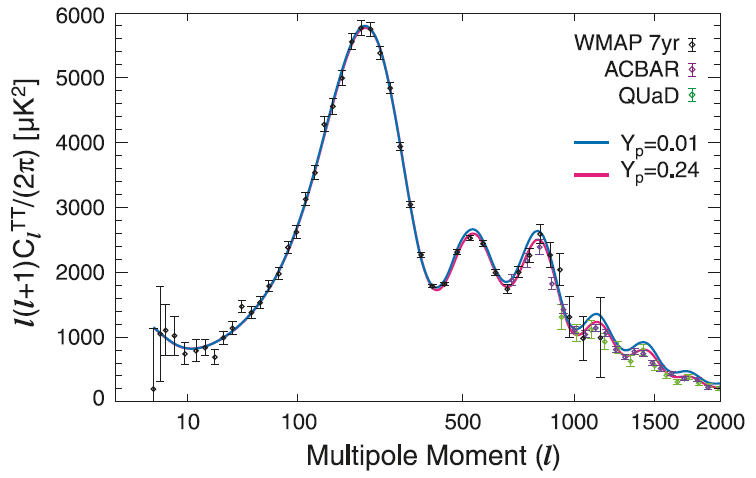 6000
5000
4000
3000
2000
1000
0
l(l+1)C_l^TT/(2π) [μK²]
WMAP 7yr
ACBAR
QUaD
Y_p=0.01
Y_p=0.24
10 100 500 1000 1500 2000
Multipole Moment (l)